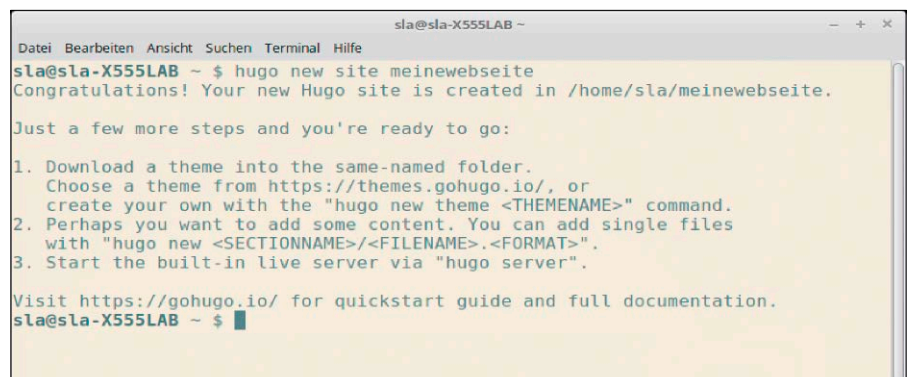 sla@sla-X555LAB ~
Datei Bearbeiten Ansicht Suchen Terminal Hilfe
sla@sla-X555LAB ~ $ hugo new site meinewebseite
Congratulations! Your new Hugo site is created in /home/sla/meinewebseite.
Just a few more steps and you're ready to go:
1. Download a theme into the same-named folder.
Choose a theme from https://themes.gohugo.io/, or
create your own with the "hugo new theme <THEMENAME>" command.
2. Perhaps you want to add some content. You can add single files
with "hugo new <SECTIONNAME>/<FILENAME>.<FORMAT>".
3. Start the built-in live server via "hugo server".
Visit https://gohugo.io/ for quickstart guide and full documentation.
sla@sla-X555LAB ~ $